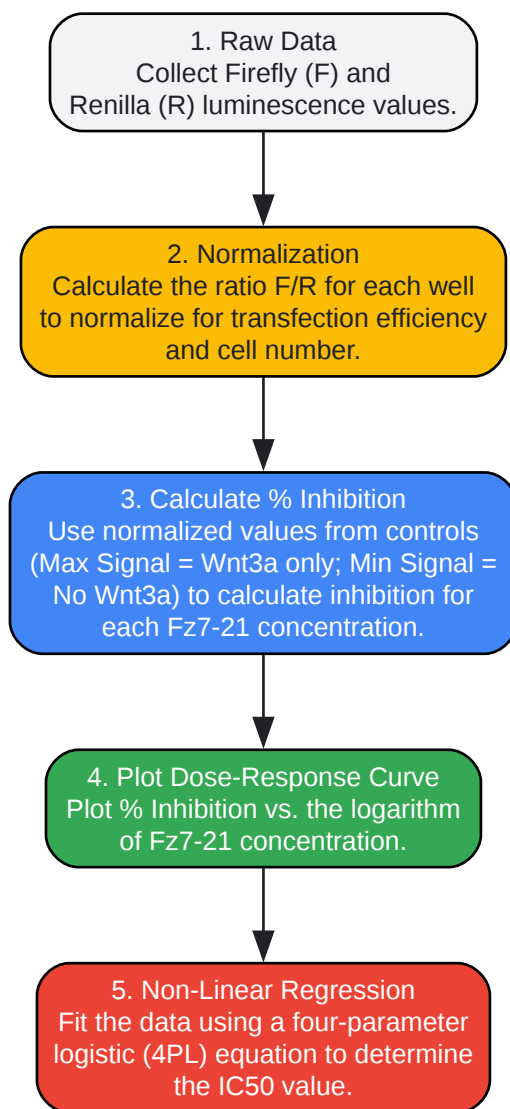 1. Raw Data
Collect Firefly (F) and
Renilla (R) luminescence values.
2. Normalization
Calculate the ratio F/R for each well
to normalize for transfection efficiency
and cell number.
3. Calculate % Inhibition
Use normalized values from controls
(Max Signal = Wnt3a only; Min Signal =
No Wnt3a) to calculate inhibition for
each Fz7-21 concentration.
4. Plot Dose-Response Curve
Plot % Inhibition vs. the logarithm
of Fz7-21 concentration.
5. Non-Linear Regression
Fit the data using a four-parameter
logistic (4PL) equation to determine
the IC50 value.